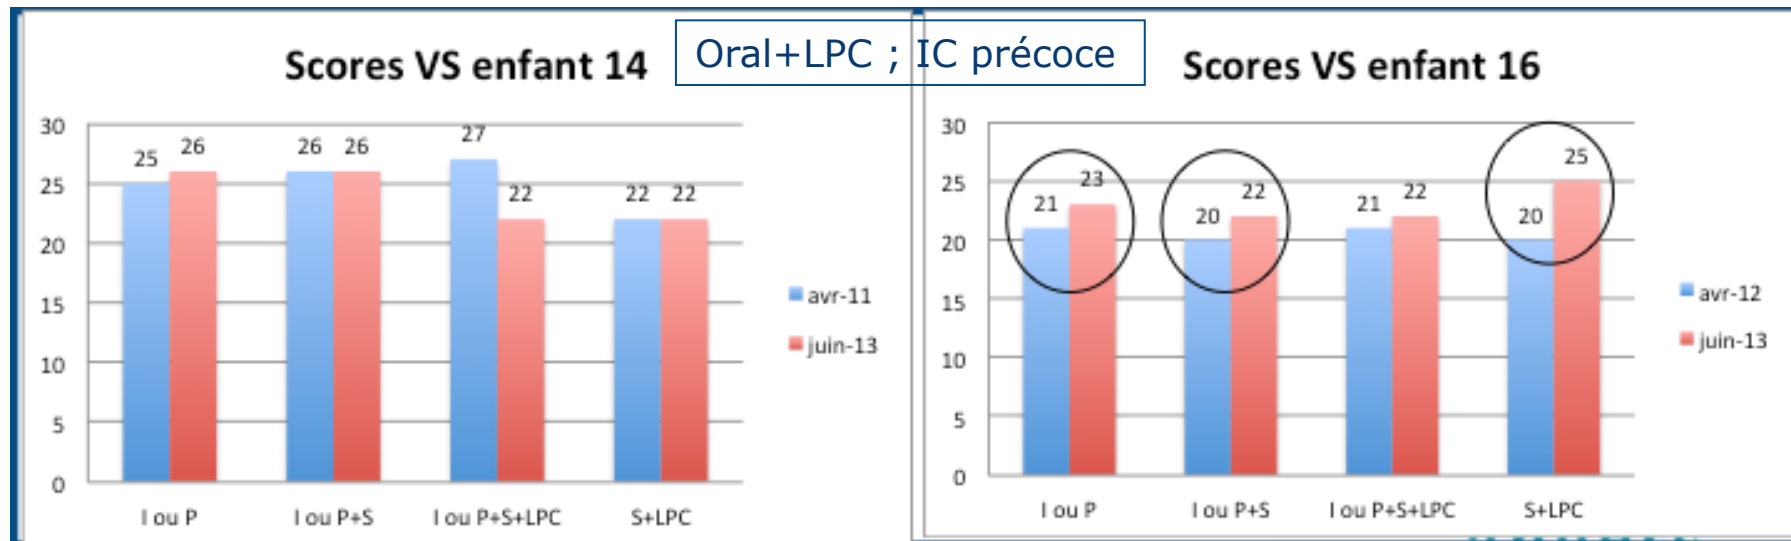 Oral+LPC ; IC précoce
Scores VS enfant 14
30
25
20
15
10
5
0
25 26
26 26
27 22
22 22
I ou P I ou P+S I ou P+S+LPC S+LPC
avr-11
juin-13
Scores VS enfant 16
30
25
20
15
10
5
0
21 23
20 22
21 22
20 25
I ou P I ou P+S I ou P+S+LPC S+LPC
avr-12
juin-13